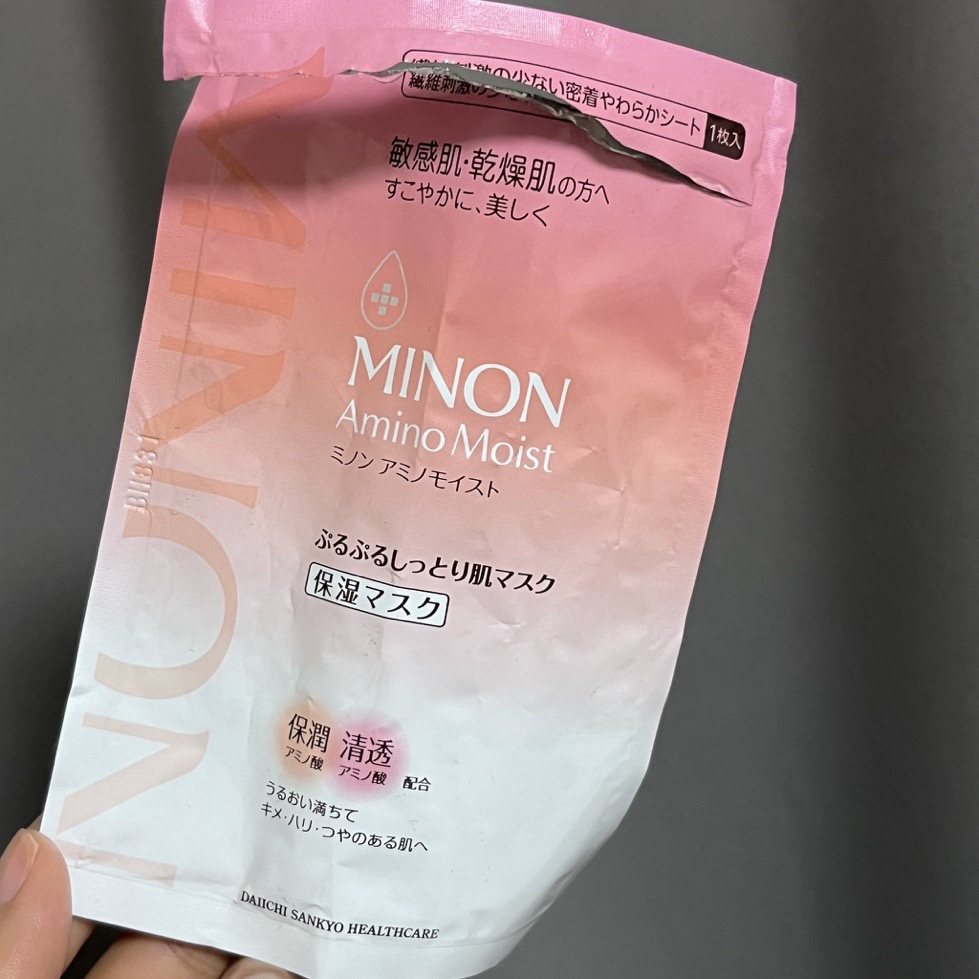 繊維刺激の少ない密着やわらかシート 1枚入
敏感肌・乾燥肌の方へ
すこやかに、美しく
MINON
MINON
Amino Moist
ミノン アミノモイスト
ぷるぷるしっとり肌マスク
保湿マスク
保潤 清透
アミノ酸 アミノ酸 配合
うるおい満ちて
キメ・ハリ・つやのある肌へ
DAIICHI SANKYO HEALTHCARE